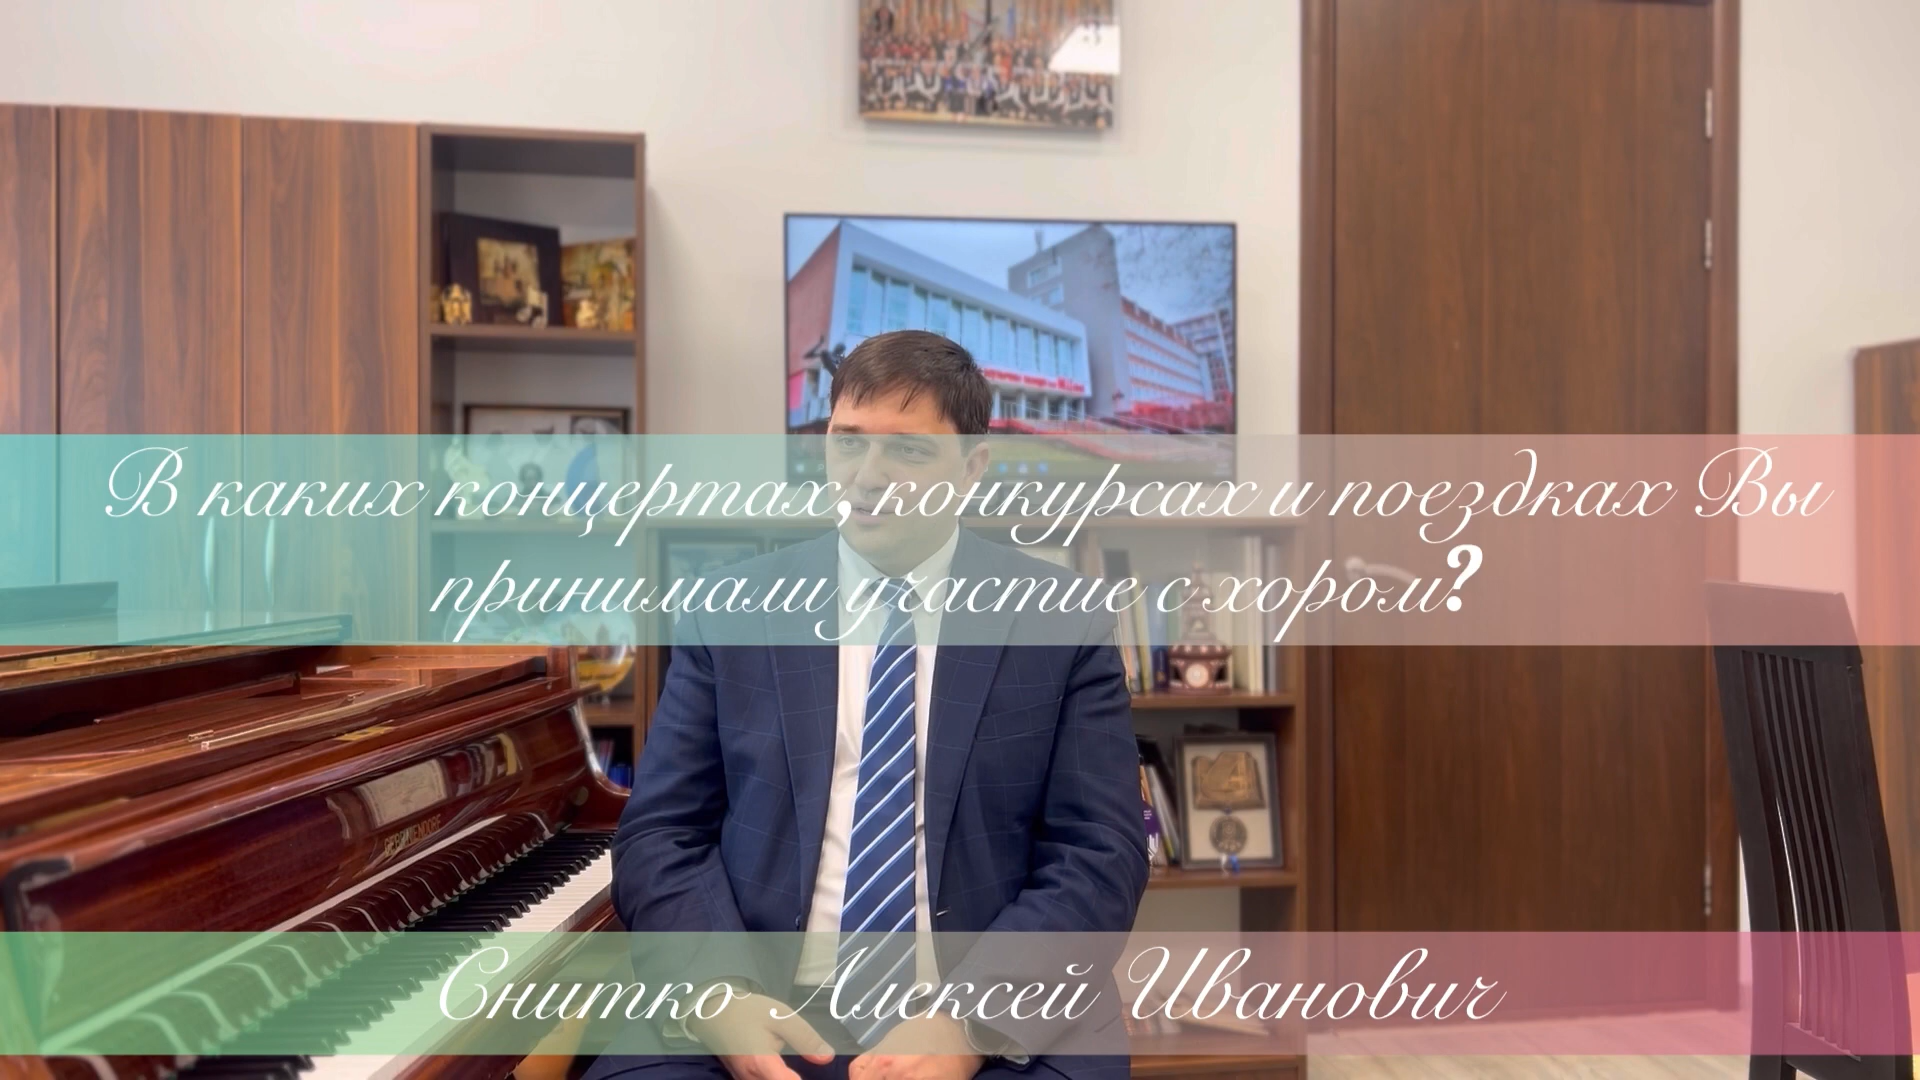 В каких концертах, конкурсах и поездках Вы
принимали участие с хором?
Снитко Алексей Иванович